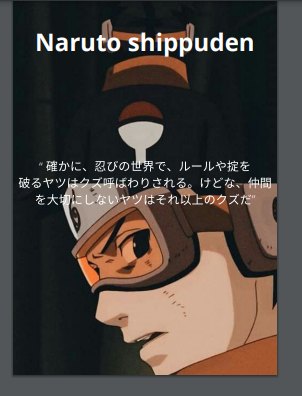 Naruto shippuden
“ 確かに、忍びの世界で、ルールや掟を
破るヤツはクズ呼ばわりされる。けどな、仲間
を大切にしないヤツはそれ以上のクズだ”